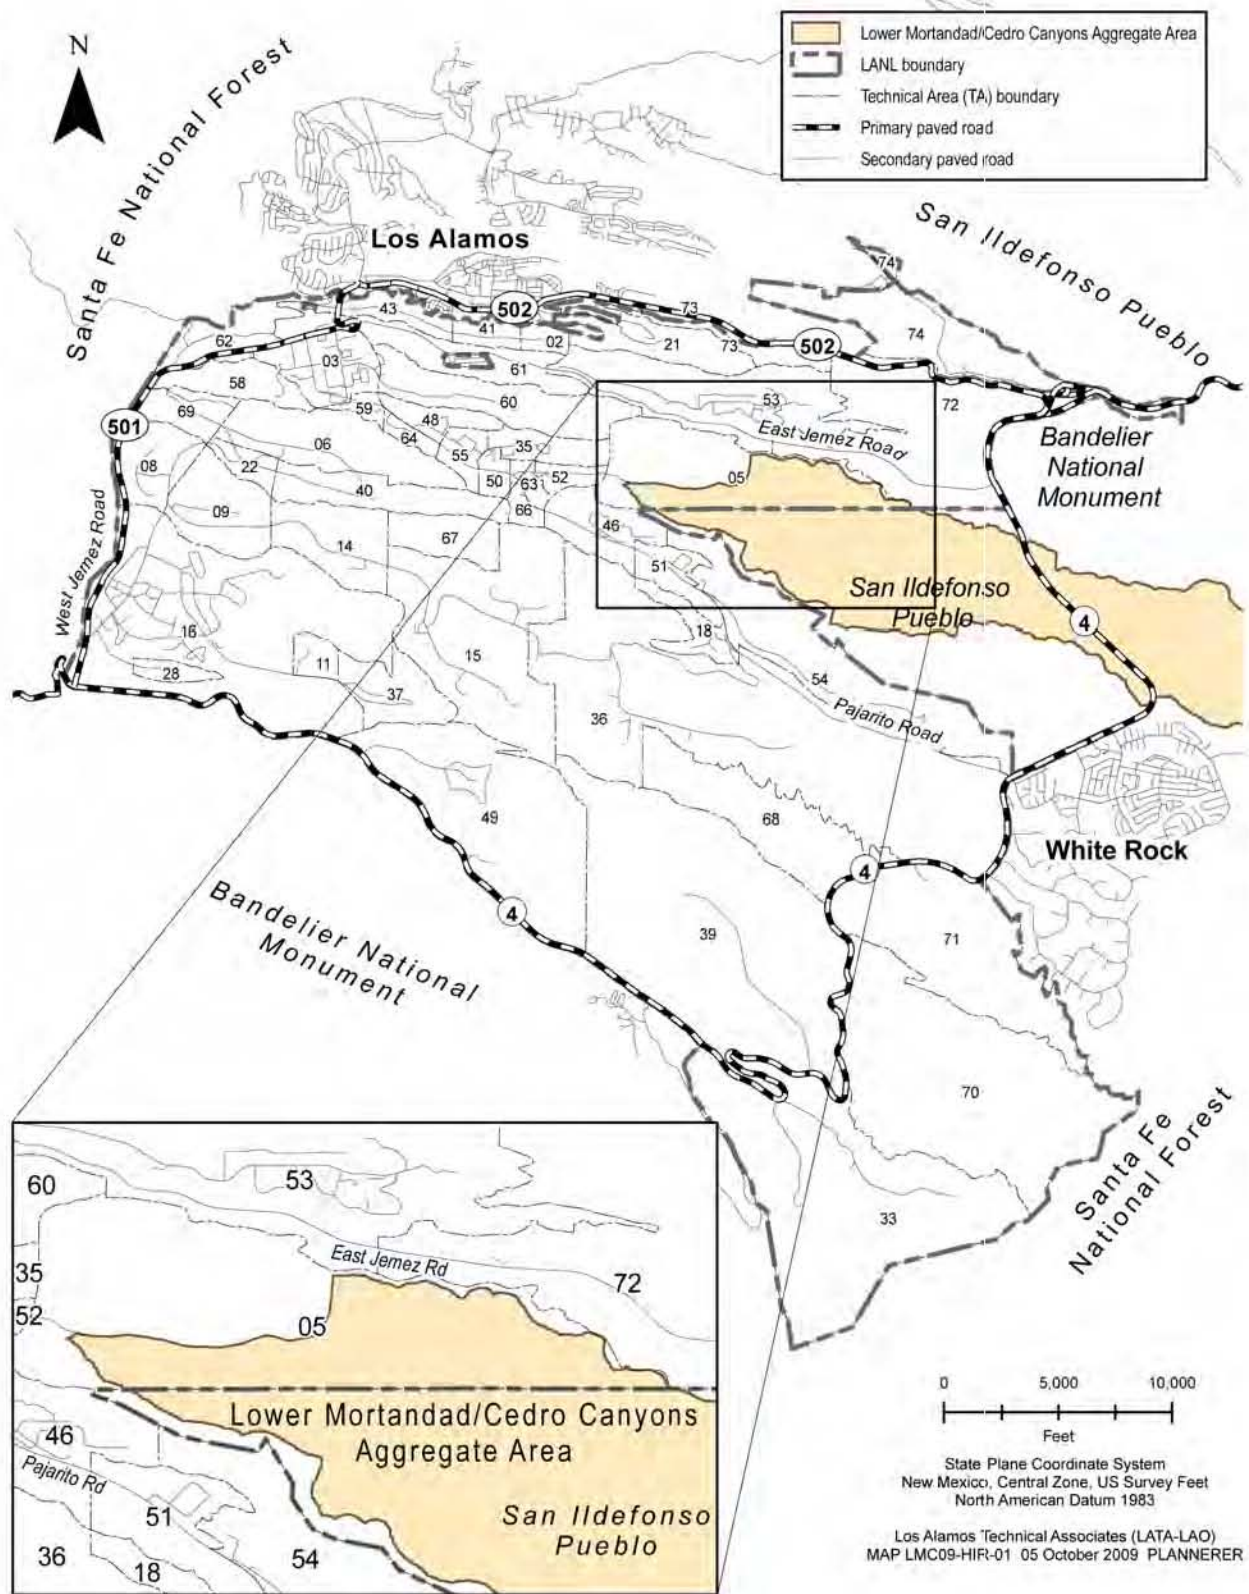 N
Lower Mortandad/Cedro Canyons Aggregate Area
LANL boundary
Technical Area (TA) boundary
Primary paved road
Secondary paved road
Santa Fe National Forest
San Ildefonso Pueblo
Los Alamos
74
43
502
73
41
02
21
73
502
74
62
03
61
58
53
72
60
59
69
48
East Jemez Road
501
64
06
35
Bandelier
National
Monument
08
22
55
05
40
50
63
52
09
66
46
67
14
51
West Jemez Road
San Ildefonso
Pueblo
4
16
18
11
15
28
54
37
36
Pajarito Road
49
68
White Rock
4
Bandelier National
Monument
4
39
71
70
Santa Fe
National Forest
33
53
60
East Jemez Rd
35
72
52
05
Lower Mortandad/Cedro Canyons
Aggregate Area
46
Pajarito Rd
51
San Ildefonso
Pueblo
36
18
54
0 5,000 10,000
Feet
State Plane Coordinate System
New Mexico, Central Zone, US Survey Feet
North American Datum 1983
Los Alamos Technical Associates (LATA-LAO)
MAP LMC09-HIR-01 05 October 2009 PLANNERER